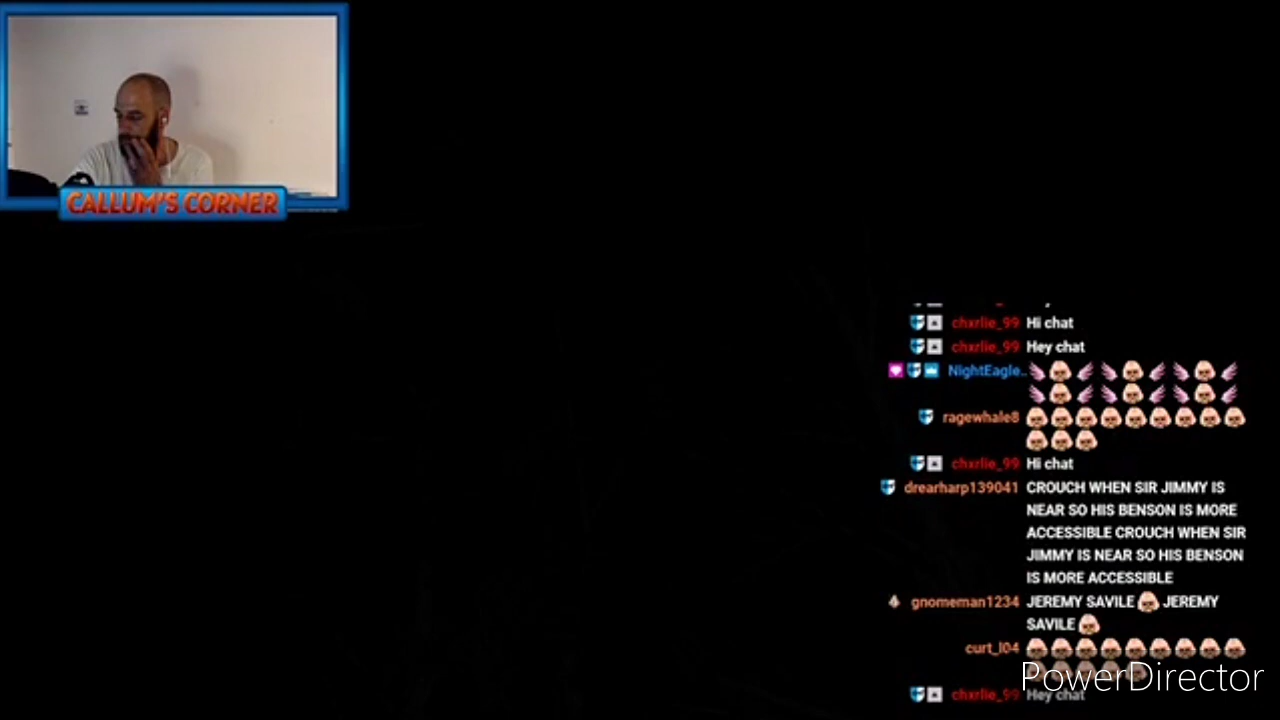 CALLUM'S CORNER
chxrlie_99 Hi chat
chxrlie_99 Hey chat
NightEagle..
ragewhale8
chxrlie_99 Hi chat
drearharp139041 CROUCH WHEN SIR JIMMY IS
NEAR SO HIS BENSON IS MORE
ACCESSIBLE CROUCH WHEN SIR
JIMMY IS NEAR SO HIS BENSON
IS MORE ACCESSIBLE
gnomeman1234 JEREMY SAVILE JEREMY
SAVILE
curt_l04
PowerDirector
chxrlie_99 Hey chat